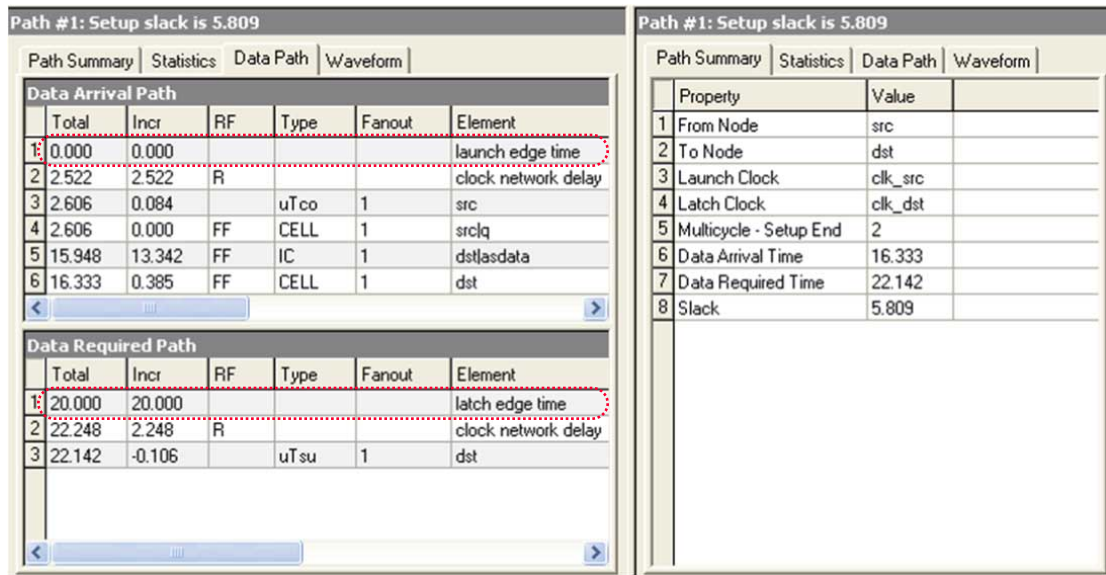 Path #1: Setup slack is 5.809
Path Summary Statistics Data Path Waveform
Data Arrival Path
Total Incr RF Type Fanout Element
1 0.000 0.000 launch edge time
2 2.522 2.522 R clock network delay
3 2.606 0.084 uTco 1 src
4 2.606 0.000 FF CELL 1 src|q
5 15.948 13.342 FF IC 1 dst|asdata
6 16.333 0.385 FF CELL 1 dst
Data Required Path
Total Incr RF Type Fanout Element
1 20.000 20.000 latch edge time
2 22.248 2.248 R clock network delay
3 22.142 -0.106 uTsu 1 dst
Path #1: Setup slack is 5.809
Path Summary Statistics Data Path Waveform
Property Value
1 From Node src
2 To Node dst
3 Launch Clock clk_src
4 Latch Clock clk_dst
5 Multicycle - Setup End 2
6 Data Arrival Time 16.333
7 Data Required Time 22.142
8 Slack 5.809